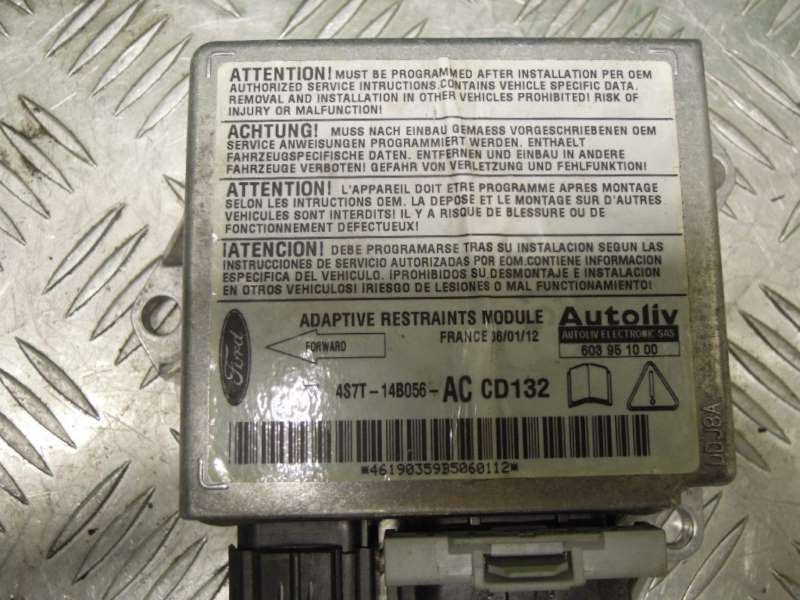 ATTENTION! MUST BE PROGRAMMED AFTER INSTALLATION PER OEM
AUTHORIZED SERVICE INTRUCTIONS.CONTAINS VEHICLE SPECIFIC DATA.
REMOVAL AND INSTALLATION IN OTHER VEHICLES PROHIBITED! RISK OF
INJURY OR MALFUNCTION!
ACHTUNG! MUSS NACH EINBAU GEMAESS VORGESCHRIEBENEN OEM
SERVICE ANWEISUNGEN PROGRAMMIERT WERDEN. ENTHAELT
FAHRZEUGSPEZIFISCHE DATEN. ENTFERNEN UND EINBAU IN ANDERE
FAHRZEUGE VERBOTEN! GEFAHR VON VERLETZUNG UND FEHLFUNKTION!
ATTENTION! L'APPAREIL DOIT ETRE PROGRAMME APRES MONTAGE
SELON LES INTRUCTIONS OEM. LA DEPOSE ET LE MONTAGE SUR D'AUTRES
VEHICULES SONT INTERDITS! IL Y A RISQUE DE BLESSURE OU DE
FONCTIONNEMENT DEFECTUEUX!
¡ATENCION! DEBE PROGRAMARSE TRAS SU INSTALACION SEGUN LAS
INSTRUCCIONES DE SERVICIO AUTORIZADAS POR EOM.CONTIENE INFORMACION
ESPECIFICA DEL VEHICULO. ¡PROHIBIDOS SU DESMONTAJE E INSTALACION
EN OTROS VEHICULOS! ¡RIESGO DE LESIONES O MAL FUNCIONAMIENTO!
Ford
FORWARD
ADAPTIVE RESTRAINTS MODULE
FRANCE 06/01/12
Autoliv
AUTOLIV-ELECTRONIC SAS
603 95 10 00
4S7T-14B056-AC CD132
*46190359B5060112*